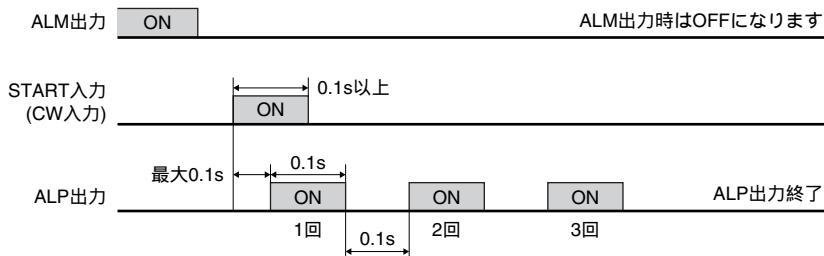 ALM出力
ON
ALM出力時はOFFになります
START入力
(CW入力)
0.1s以上
ON
最大0.1s
0.1s
ALP出力
ON
ON
ON
ALP出力終了
1回
0.1s
2回
3回